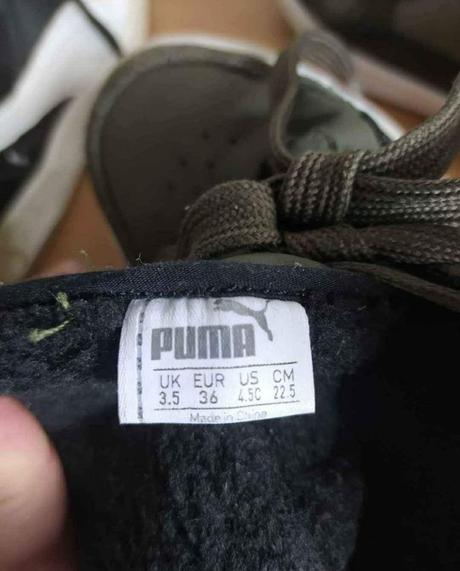 PUMA
UK EUR US CM
3.5 36 4.5C 22.5
Made in China